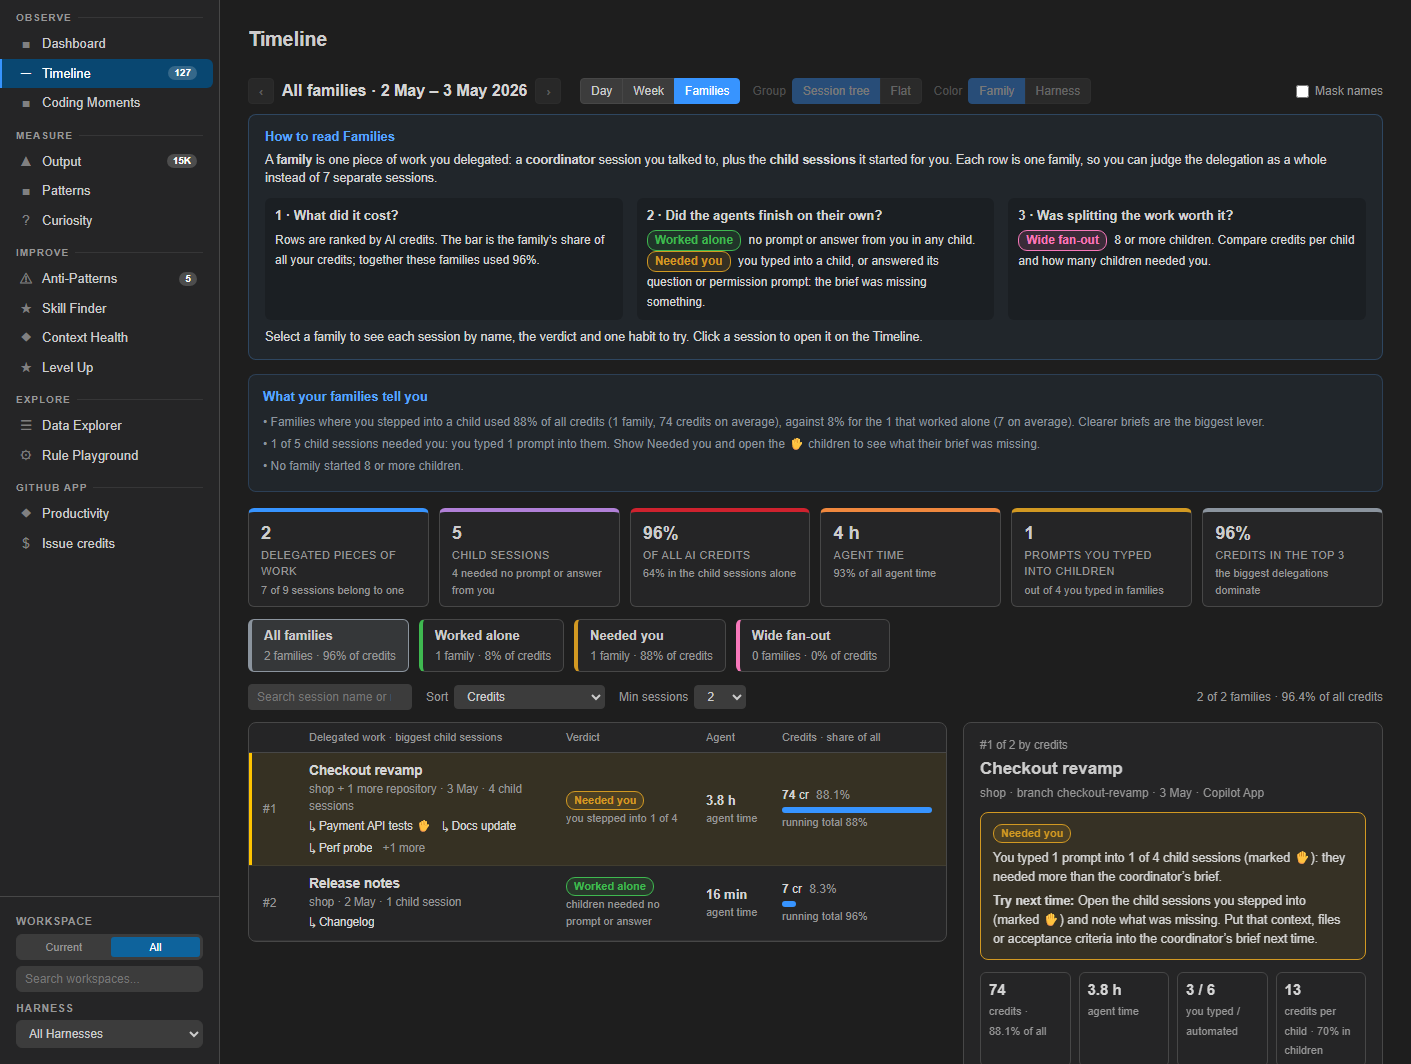 OBSERVE
Dashboard
Timeline 127
Coding Moments
MEASURE
Output 15K
Patterns
? Curiosity
IMPROVE
Anti-Patterns 5
Skill Finder
Context Health
Level Up
EXPLORE
Data Explorer
Rule Playground
GITHUB APP
Productivity
$ Issue credits
WORKSPACE
Current All
Search workspaces...
HARNESS
All Harnesses
Timeline
‹ All families · 2 May – 3 May 2026 › Day Week Families Group Session tree Flat Color Family Harness Mask names
How to read Families
A family is one piece of work you delegated: a coordinator session you talked to, plus the child sessions it started for you. Each row is one family, so you can judge the delegation as a whole
instead of 7 separate sessions.
1 · What did it cost?
Rows are ranked by AI credits. The bar is the family's share of
all your credits; together these families used 96%.
2 · Did the agents finish on their own?
Worked alone no prompt or answer from you in any child.
Needed you you typed into a child, or answered its
question or permission prompt: the brief was missing
something.
3 · Was splitting the work worth it?
Wide fan-out 8 or more children. Compare credits per child
and how many children needed you.
Select a family to see each session by name, the verdict and one habit to try. Click a session to open it on the Timeline.
What your families tell you
• Families where you stepped into a child used 88% of all credits (1 family, 74 credits on average), against 8% for the 1 that worked alone (7 on average). Clearer briefs are the biggest lever.
• 1 of 5 child sessions needed you: you typed 1 prompt into them. Show Needed you and open the ✋ children to see what their brief was missing.
• No family started 8 or more children.
2
DELEGATED PIECES OF
WORK
7 of 9 sessions belong to one
5
CHILD SESSIONS
4 needed no prompt or answer
from you
96%
OF ALL AI CREDITS
64% in the child sessions alone
4 h
AGENT TIME
93% of all agent time
1
PROMPTS YOU TYPED
INTO CHILDREN
out of 4 you typed in families
96%
CREDITS IN THE TOP 3
the biggest delegations
dominate
All families
2 families · 96% of credits
Worked alone
1 family · 8% of credits
Needed you
1 family · 88% of credits
Wide fan-out
0 families · 0% of credits
Search session name or Sort Credits Min sessions 2 2 of 2 families · 96.4% of all credits
Delegated work · biggest child sessions Verdict Agent Credits · share of all
#1
Checkout revamp
shop + 1 more repository · 3 May · 4 child
sessions
↳ Payment API tests ✋ ↳ Docs update
↳ Perf probe +1 more
Needed you
you stepped into 1 of 4
3.8 h
agent time
74 cr 88.1%
running total 88%
#2
Release notes
shop · 2 May · 1 child session
↳ Changelog
Worked alone
children needed no
prompt or answer
16 min
agent time
7 cr 8.3%
running total 96%
#1 of 2 by credits
Checkout revamp
shop · branch checkout-revamp · 3 May · Copilot App
Needed you
You typed 1 prompt into 1 of 4 child sessions (marked ✋): they
needed more than the coordinator's brief.
Try next time: Open the child sessions you stepped into
(marked ✋) and note what was missing. Put that context, files
or acceptance criteria into the coordinator's brief next time.
74
credits ·
88.1% of all
3.8 h
agent time
3 / 6
you typed /
automated
13
credits per
child · 70% in
children